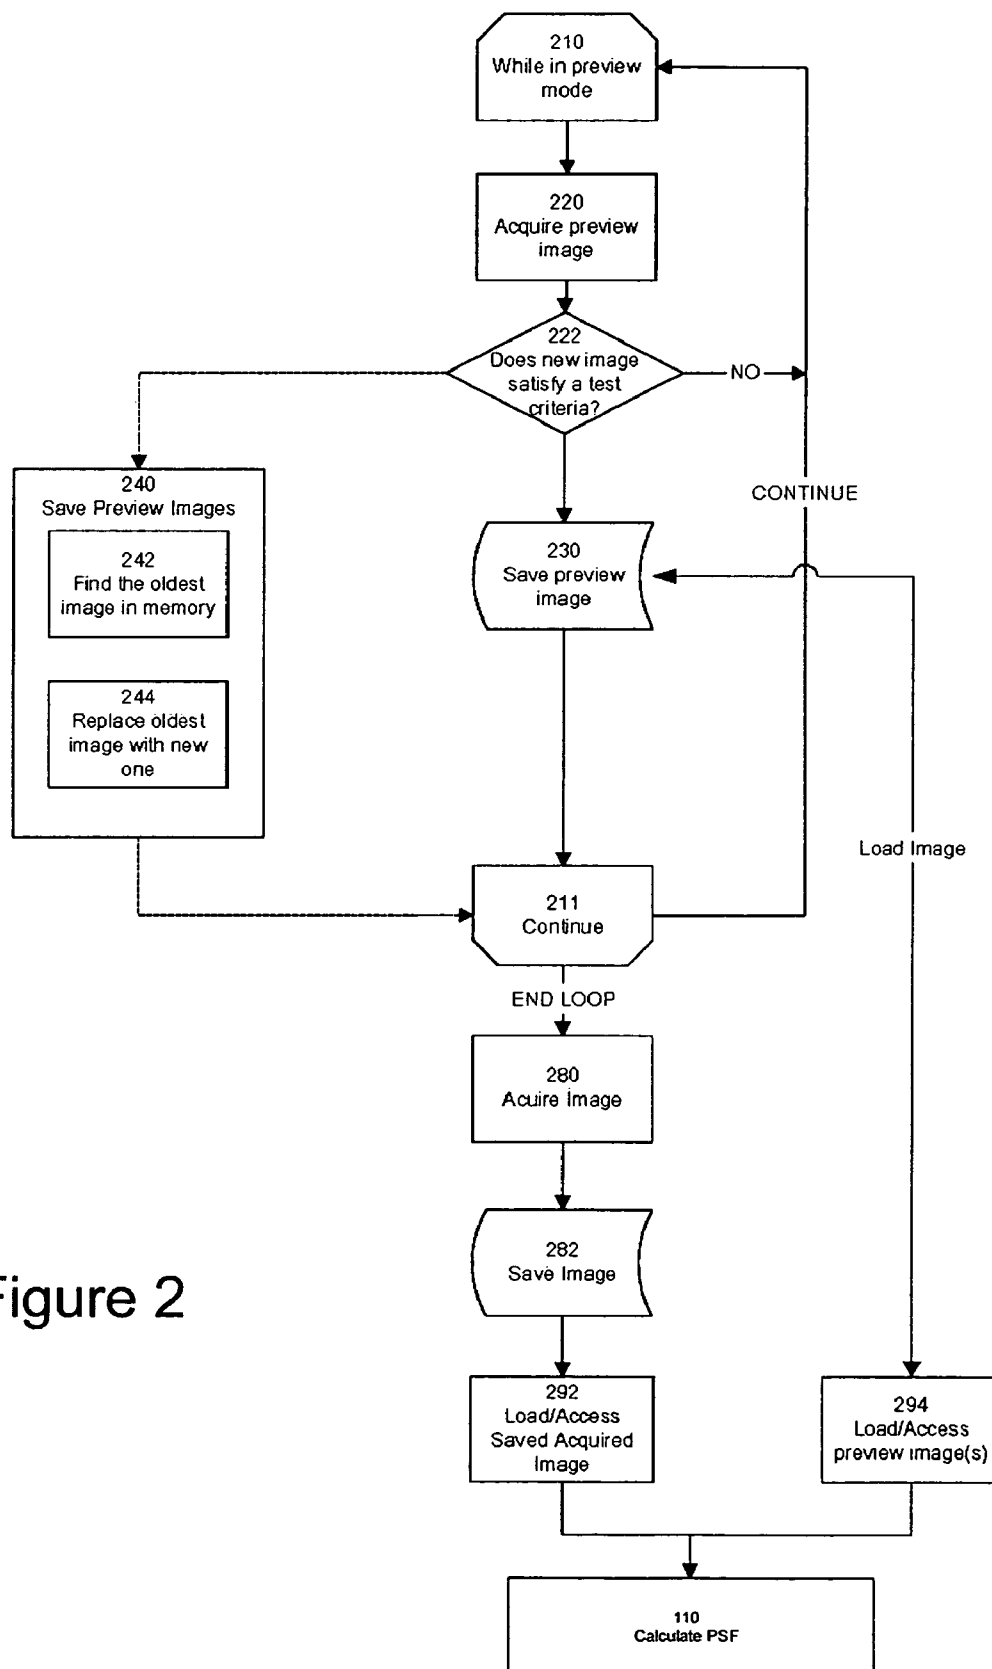 210
While in preview
mode
220
Acquire preview
image
222
Does new image
satisfy a test
criteria?
NO
CONTINUE
240
Save Preview Images
242
Find the oldest
image in memory
244
Replace oldest
image with new
one
230
Save preview
image
Load Image
211
Continue
END LOOP
280
Acuire Image
282
Save Image
Figure 2
292
Load/Access
Saved Acquired
Image
294
Load/Access
preview image(s)
110
Calculate PSF